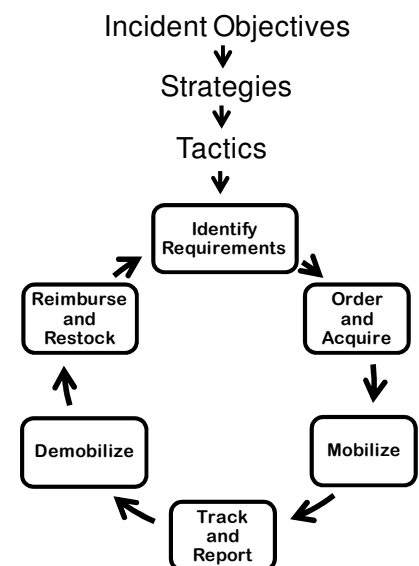 Incident Objectives
Strategies
Tactics
Identify
Requirements
Order
and
Acquire
Mobilize
Track
and
Report
Demobilize
Reimburse
and
Restock